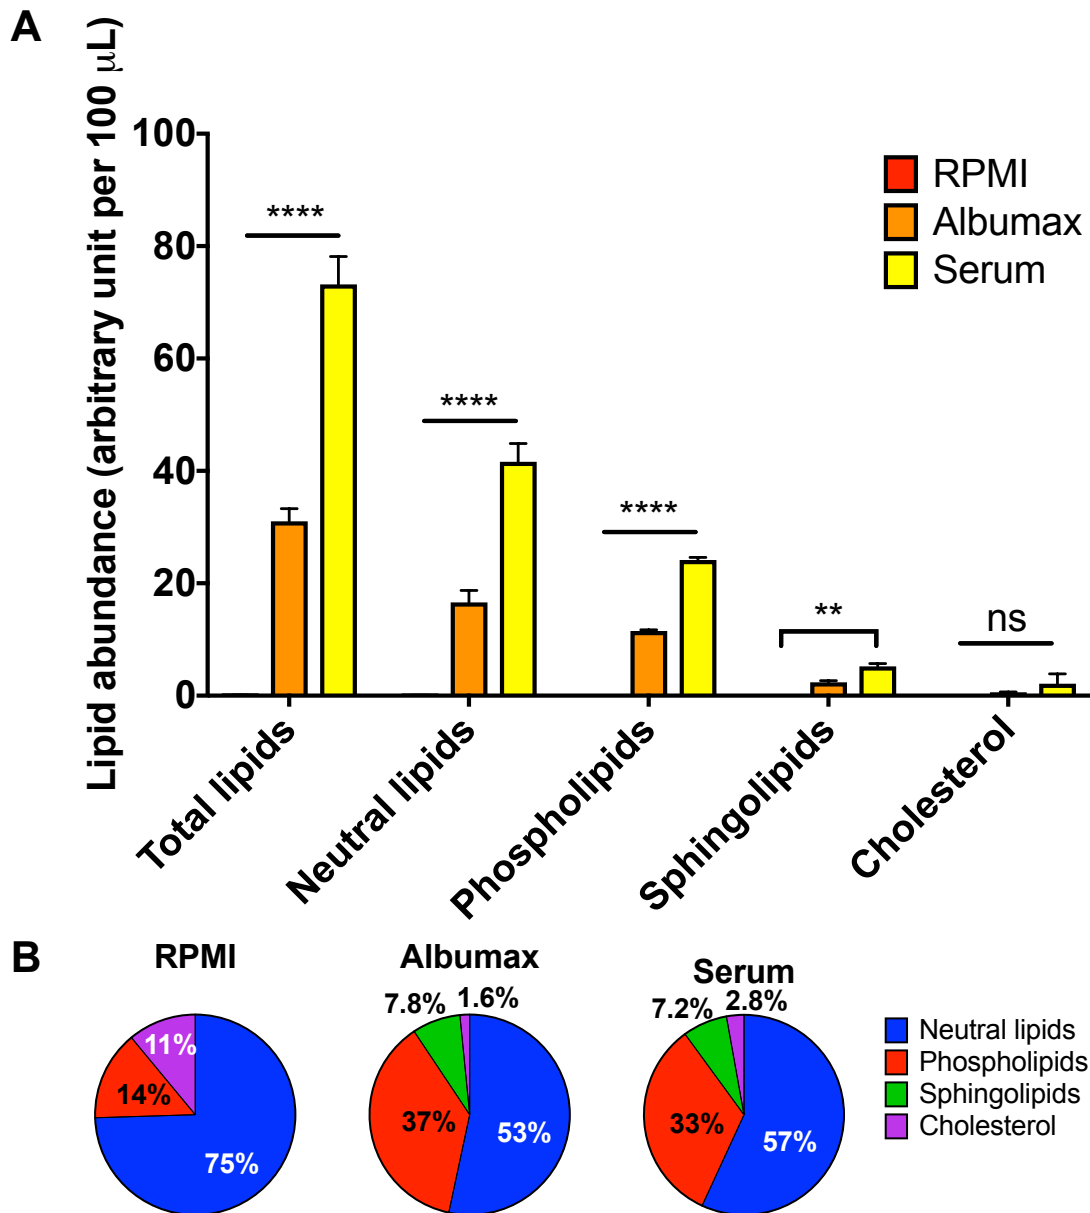 A
Lipid abundance (arbitrary unit per 100 μL)
100
80
60
40
20
0
RPMI
Albumax
Serum
****
****
****
**
ns
Total lipids
Neutral lipids
Phospholipids
Sphingolipids
Cholesterol
B
RPMI
Albumax
Serum
11%
14%
75%
7.8%
1.6%
37%
53%
7.2%
2.8%
33%
57%
Neutral lipids
Phospholipids
Sphingolipids
Cholesterol